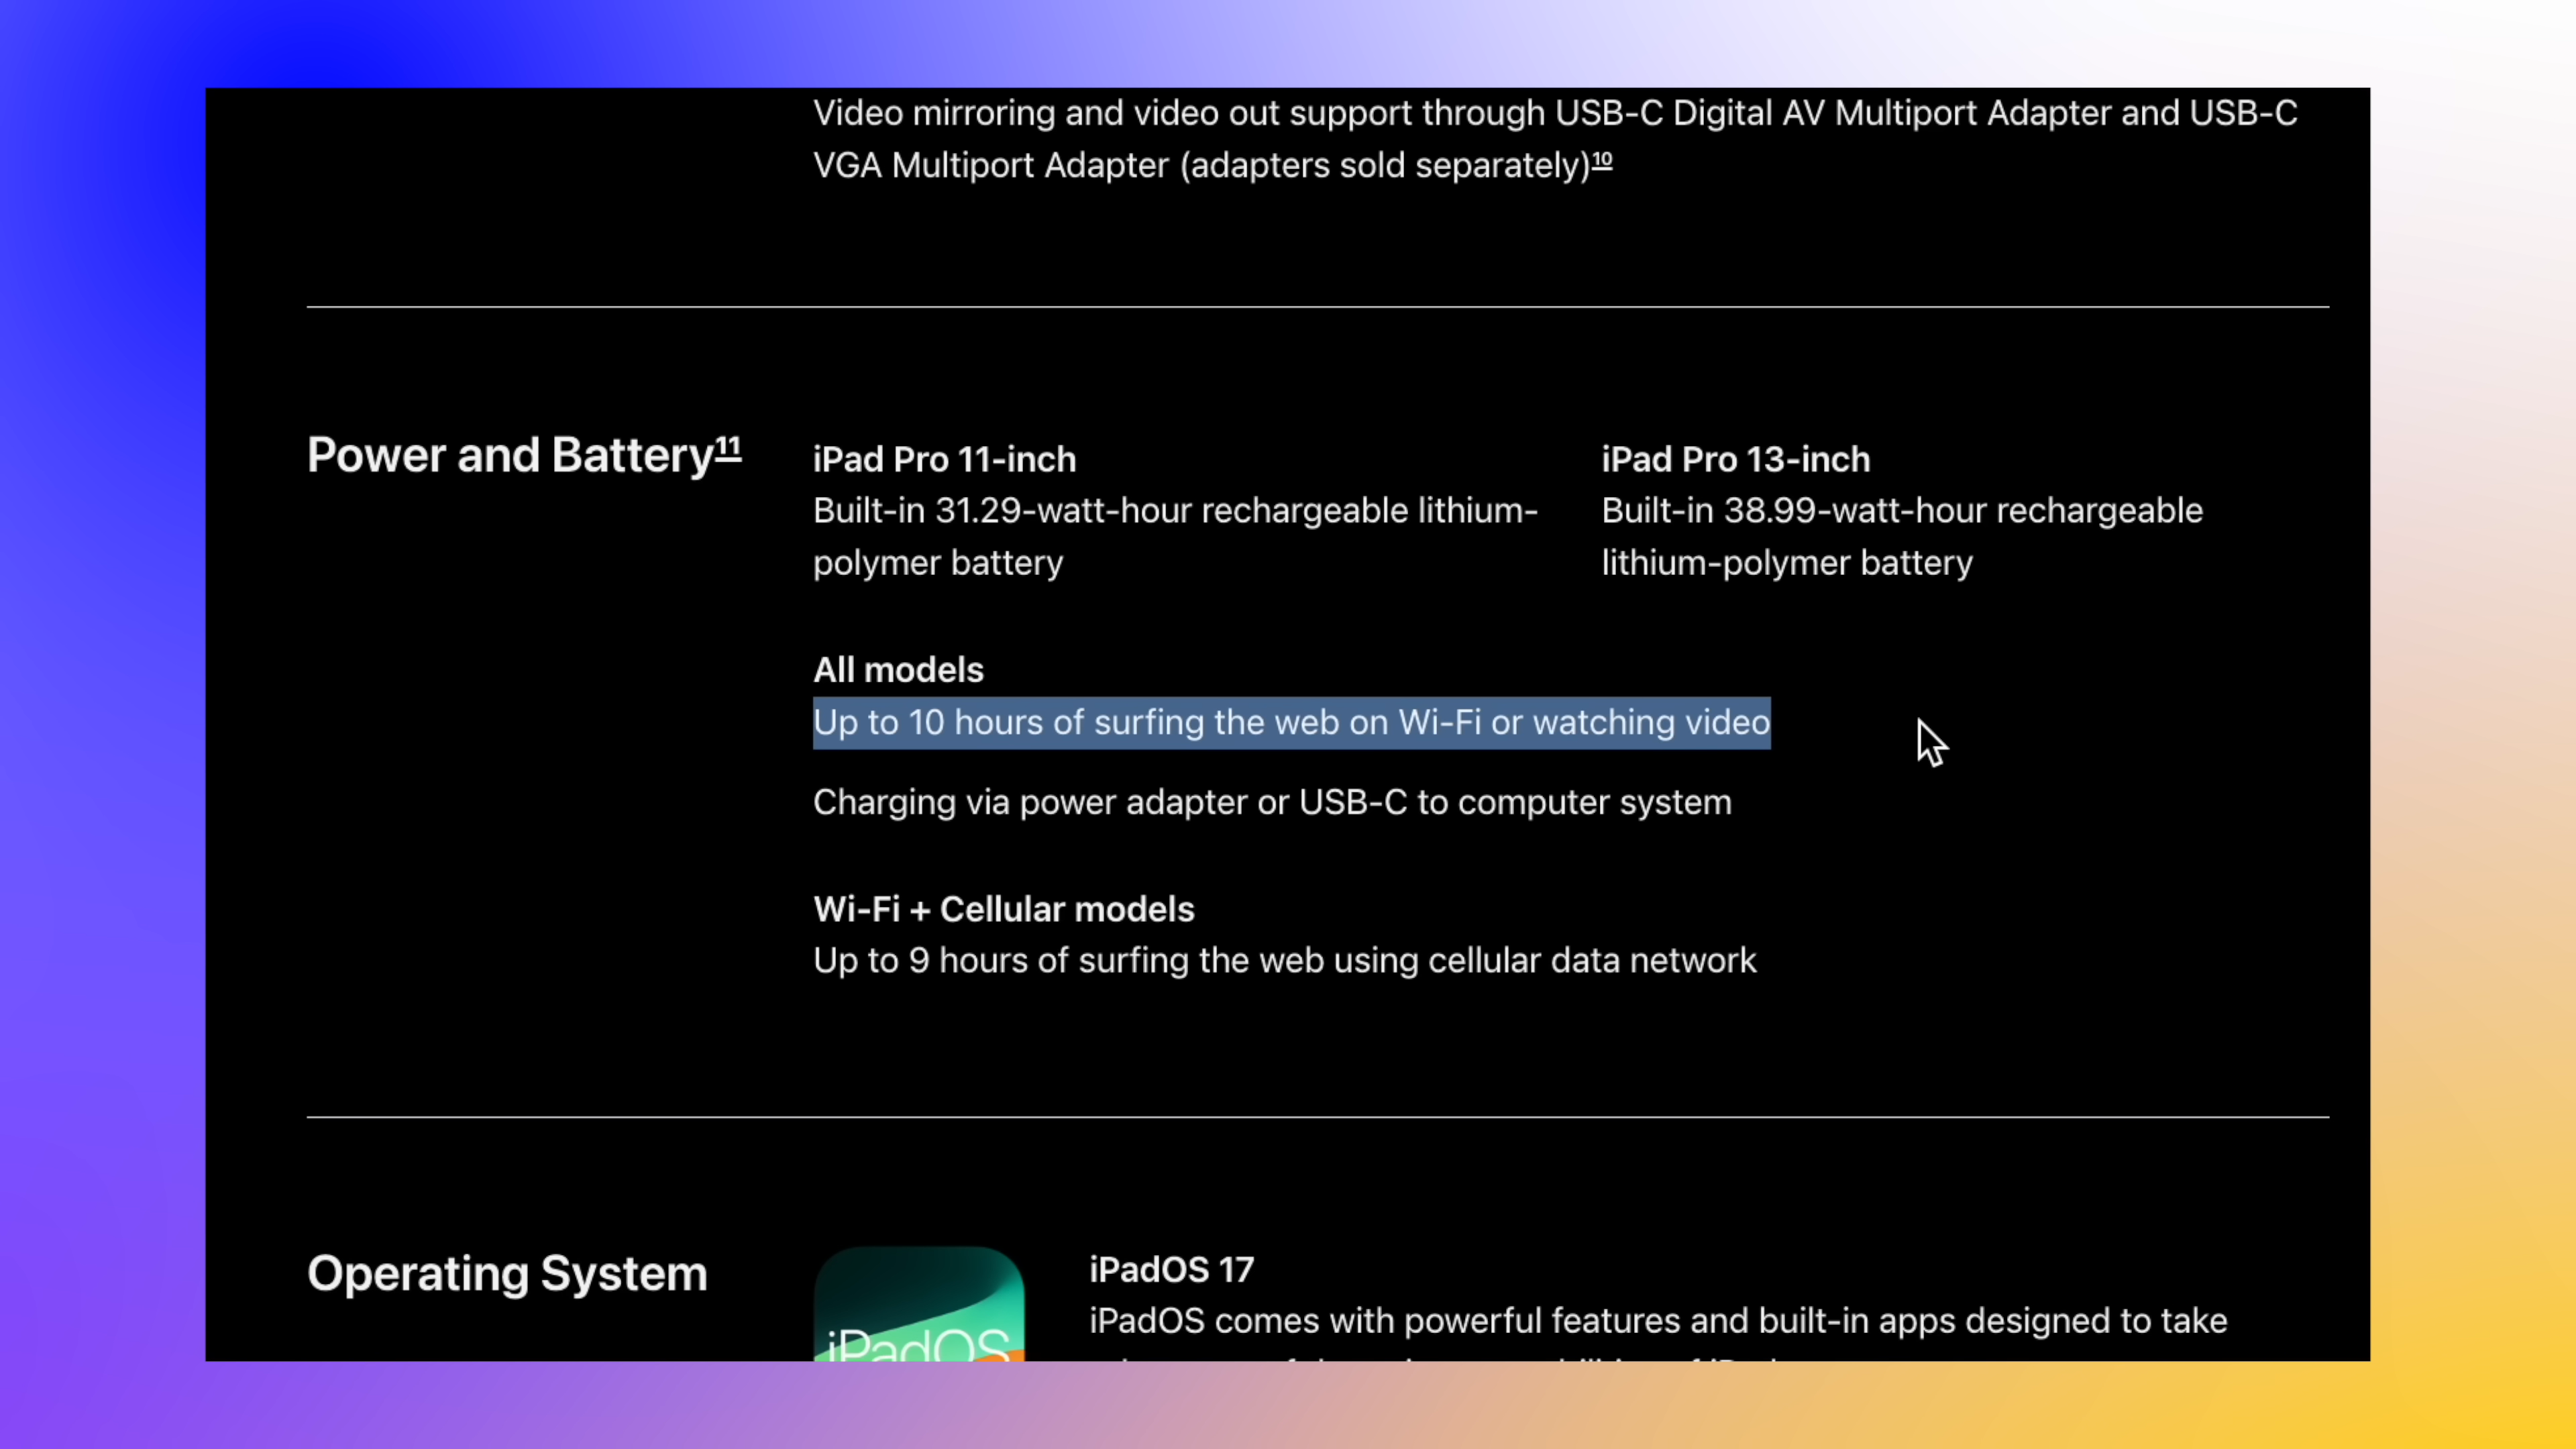 Video mirroring and video out support through USB-C Digital AV Multiport Adapter and USB-C
VGA Multiport Adapter (adapters sold separately)10
Power and Battery11
iPad Pro 11-inch
Built-in 31.29-watt-hour rechargeable lithium-
polymer battery
iPad Pro 13-inch
Built-in 38.99-watt-hour rechargeable
lithium-polymer battery
All models
Up to 10 hours of surfing the web on Wi-Fi or watching video
Charging via power adapter or USB-C to computer system
Wi-Fi + Cellular models
Up to 9 hours of surfing the web using cellular data network
Operating System
iPadOS
iPadOS 17
iPadOS comes with powerful features and built-in apps designed to take